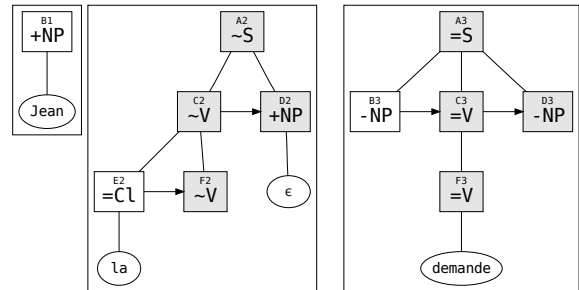 B1
+NP
Jean
A2
~S
C2
~V
D2
+NP
E2
=Cl
F2
~V
ϵ
la
A3
=S
B3
-NP
C3
=V
D3
-NP
F3
=V
demande